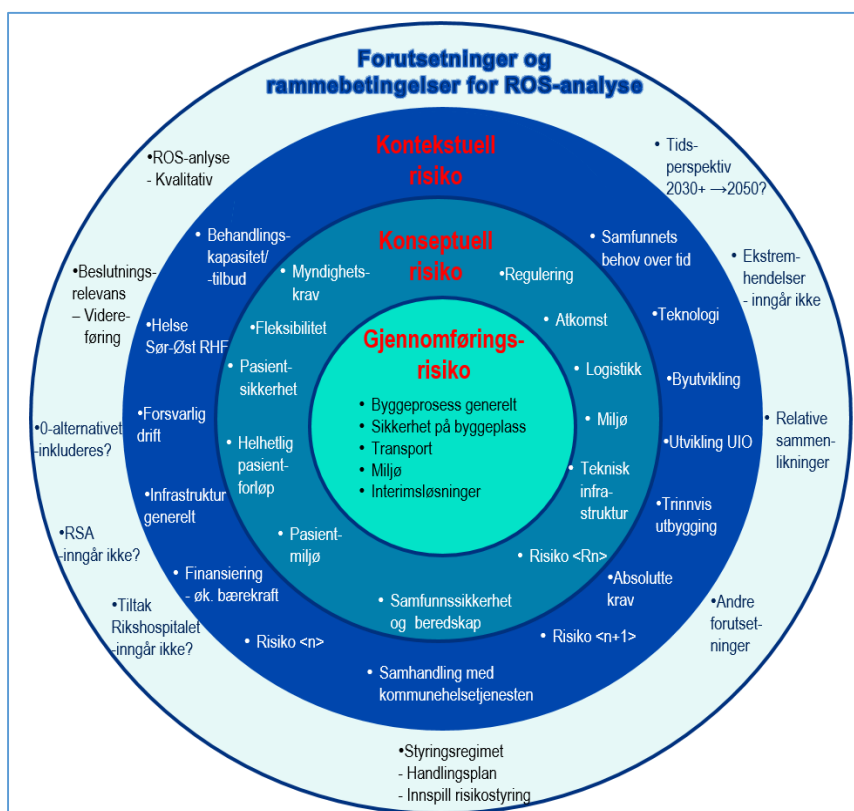 Forutsetninger og
rammebetingelser for ROS-analyse
•ROS-anlyse
- Kvalitativ
•Beslutnings-
relevans
– Videre-
føring
•0-alternativet
-inkluderes?
•RSA
-inngår ikke?
•Tiltak
Rikshospitalet
-inngår ikke?
•Styringsregimet
- Handlingsplan
- Innspill risikostyring
• Tids-
perspektiv
2030+ →2050?
• Ekstrem-
hendelser
- inngår ikke
• Relative
sammen-
likninger
•Andre
forutset-
ninger
Kontekstuell
risiko
• Behandlings-
kapasitet/
-tilbud
•Helse
Sør-Øst RHF
•Forsvarlig
drift
•Infrastruktur
generelt
• Finansiering
- øk. bærekraft
• Risiko <n>
• Samhandling med
kommunehelsetjenesten
• Samfunnets
behov over tid
•Teknologi
•Byutvikling
•Utvikling UIO
• Trinnvis
utbygging
•Absolutte
krav
• Risiko <n+1>
Konseptuell
risiko
• Myndighets-
krav
•Fleksibilitet
• Pasient-
sikkerhet
• Helhetlig
pasient-
forløp
• Pasient-
miljø
• Samfunnssikkerhet
og beredskap
•Regulering
• Atkomst
• Logistikk
• Miljø
• Teknisk
infra-
struktur
• Risiko <Rn>
Gjennomførings-
risiko
• Byggeprosess generelt
• Sikkerhet på byggeplass
• Transport
• Miljø
• Interimsløsninger